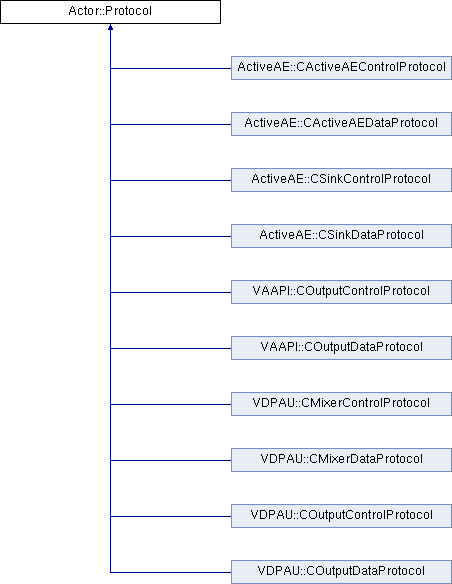 Actor::Protocol
ActiveAE::CActiveAEControlProtocol
ActiveAE::CActiveAEDataProtocol
ActiveAE::CSinkControlProtocol
ActiveAE::CSinkDataProtocol
VAAPI::COutputControlProtocol
VAAPI::COutputDataProtocol
VDPAU::CMixerControlProtocol
VDPAU::CMixerDataProtocol
VDPAU::COutputControlProtocol
VDPAU::COutputDataProtocol